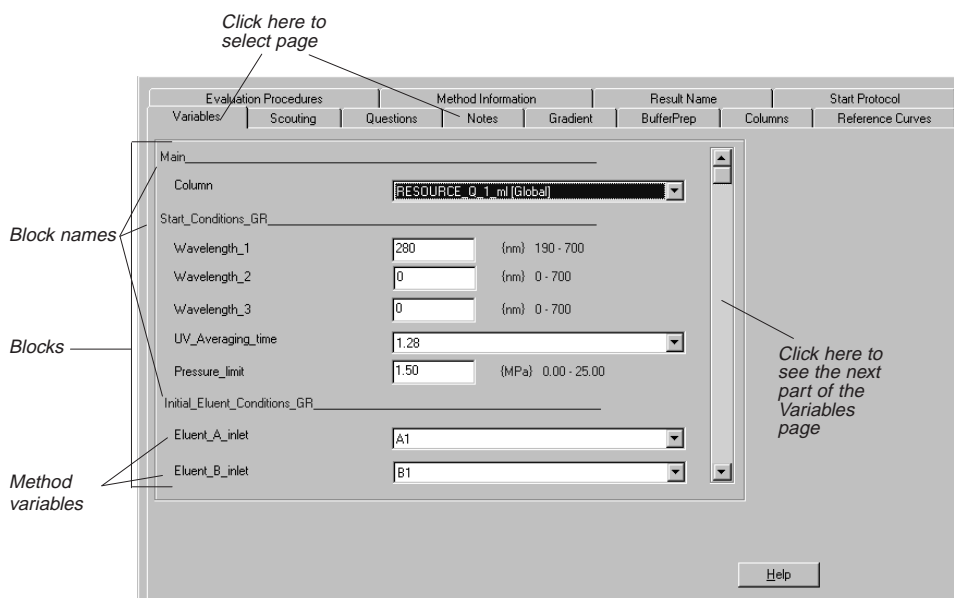 Click here to
select page
Evaluation Procedures
Method Information
Result Name
Start Protocol
Variables
Scouting
Questions
Notes
Gradient
BufferPrep
Columns
Reference Curves
Main
Column
RESOURCE_Q_1_ml [Global]
Start_Conditions_GR
Wavelength_1
280
{nm} 190 - 700
Wavelength_2
0
{nm} 0 - 700
Wavelength_3
0
{nm} 0 - 700
UV_Averaging_time
1.28
Pressure_limit
1.50
{MPa} 0.00 - 25.00
Initial_Eluent_Conditions_GR
Eluent_A_inlet
A1
Eluent_B_inlet
B1
Block names
Blocks
Method
variables
Click here to
see the next
part of the
Variables
page
Help